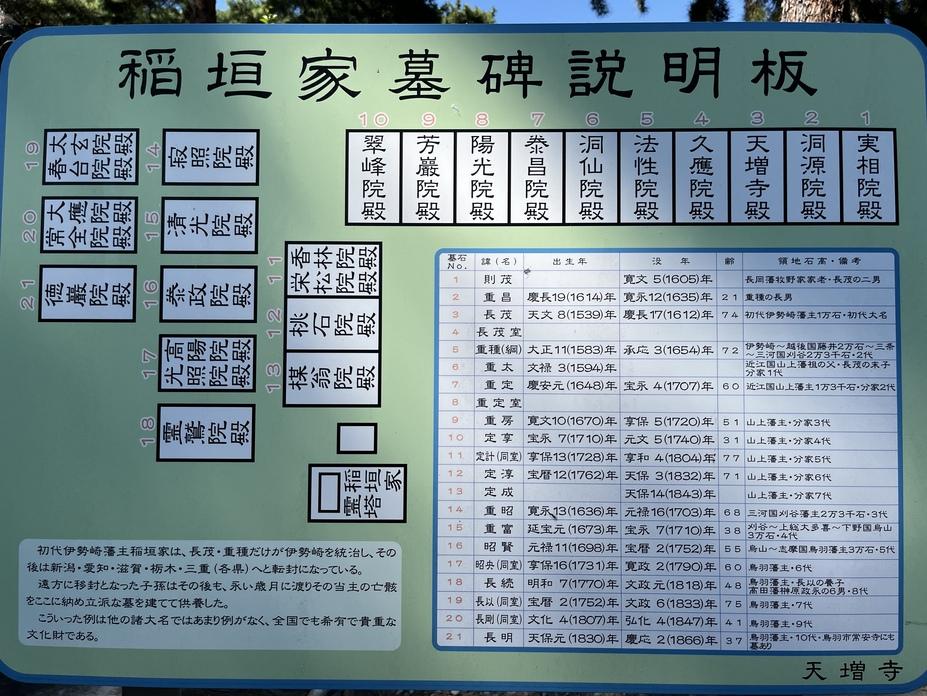 稲垣家墓碑説明板
1 実相院殿
2 洞源院殿
3 天増寺殿
4 久應院殿
5 法性院殿
6 洞仙院殿
7 泰昌院殿
8 陽光院殿
9 芳巖院殿
10 翠峰院殿
11 香林院殿 栄松院殿
12 桃石院殿
13 棋翁院殿
14 寂照院殿
15 清光院殿
16 泰政院殿
17 高陽院殿 光照院殿
18 霊鷲院殿
19 太玄院殿 春台院殿
20 大應院殿 常全院殿
21 德巖院殿
稲垣家霊塔
墓石No. 諱(名) 出生年 没年 齢 領地石高・備考
1 則茂 寛文 5(1605)年 長岡藩牧野家家老・長茂の二男
2 重昌 慶長19(1614)年 寛永12(1635)年 21 重種の長男
3 長茂 天文 8(1539)年 慶長17(1612)年 74 初代伊勢崎藩主1万石・初代大名
4 長茂室
5 重種(綱) 大正11(1583)年 承応 3(1654)年 72 伊勢崎~越後国藤井2万石~三条~三河国刈谷2万3千石・2代
6 重太 文禄 3(1594)年 近江国山上藩祖の父・長茂の末子 分家1代
7 重定 慶安元(1648)年 宝永 4(1707)年 60 近江国山上藩主1万3千石・分家2代
8 重定室
9 重房 寛文10(1670)年 享保 5(1720)年 51 山上藩主・分家3代
10 定享 宝永 7(1710)年 元文 5(1740)年 31 山上藩主・分家4代
11 定計(同室) 享保13(1728)年 享和 4(1804)年 77 山上藩主・分家5代
12 定淳 宝暦12(1762)年 天保 3(1832)年 71 山上藩主・分家6代
13 定成 天保14(1843)年 山上藩主・分家7代
14 重昭 寛永13(1636)年 元禄16(1703)年 68 三河国刈谷藩主2万3千石・3代
15 重富 延宝元(1673)年 宝永 7(1710)年 38 刈谷~上総大多喜~下野国烏山3万石・4代
16 昭賢 元禄11(1698)年 宝暦 2(1752)年 55 烏山~志摩国鳥羽藩主3万石・5代
17 昭央(同室) 享保16(1731)年 寛政 2(1790)年 60 鳥羽藩主・6代
18 長続 明和 7(1770)年 文政元(1818)年 48 鳥羽藩主・長以の養子 高田藩榊原政永の6男・8代
19 長以(同室) 宝暦 2(1752)年 文政 6(1833)年 75 鳥羽藩主・7代
20 長剛(同室) 文化 4(1807)年 弘化 4(1847)年 41 鳥羽藩主・9代
21 長明 天保元(1830)年 慶応 2(1866)年 37 鳥羽藩主・10代・鳥羽市常安寺にも墓あり
初代伊勢崎藩主稲垣家は、長茂・重種だけが伊勢崎を統治し、その
後は新潟・愛知・滋賀・栃木・三重(各県)へと転封になっている。
遠方に移封となった子孫はその後も、永い歳月に渡りその当主の亡骸
をここに納め立派な墓を建てて供養した。
こういった例は他の諸大名ではあまり例がなく、全国でも希有で貴重な
文化財である。
天増寺